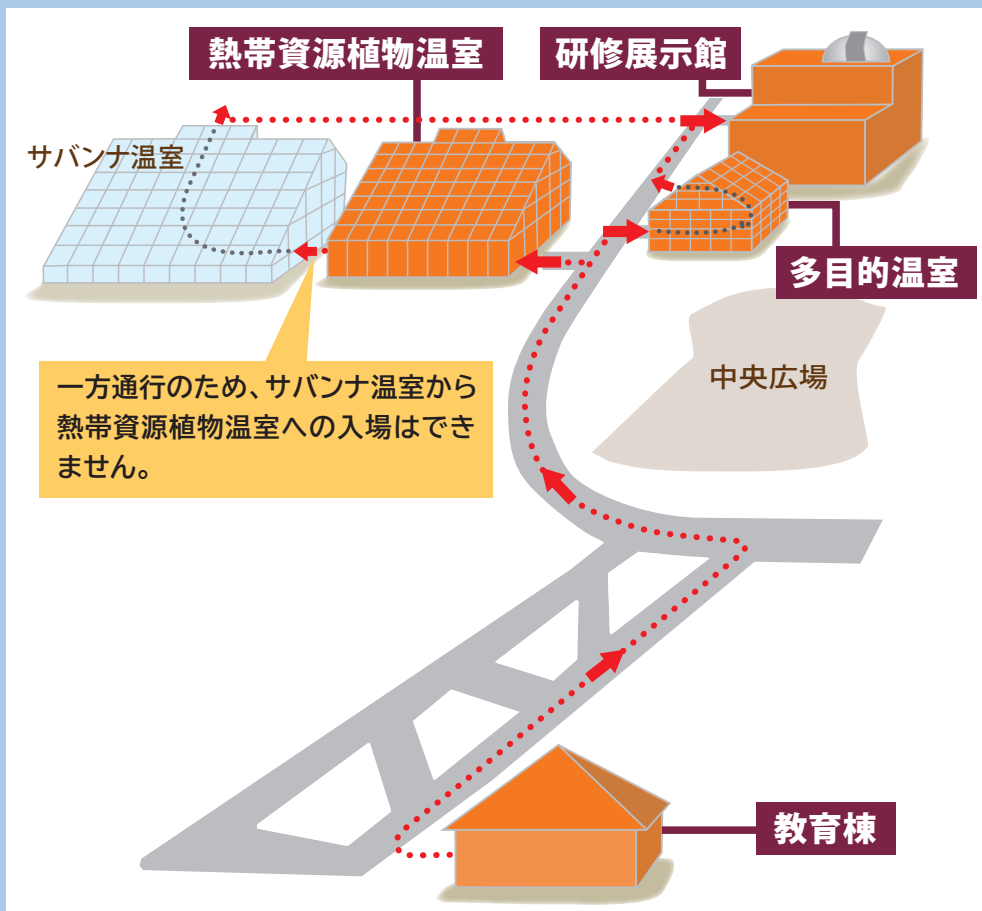 熱帯資源植物温室
研修展示館
サバンナ温室
多目的温室
一方通行のため、サバンナ温室から
熱帯資源植物温室への入場はでき
ません。
中央広場
教育棟